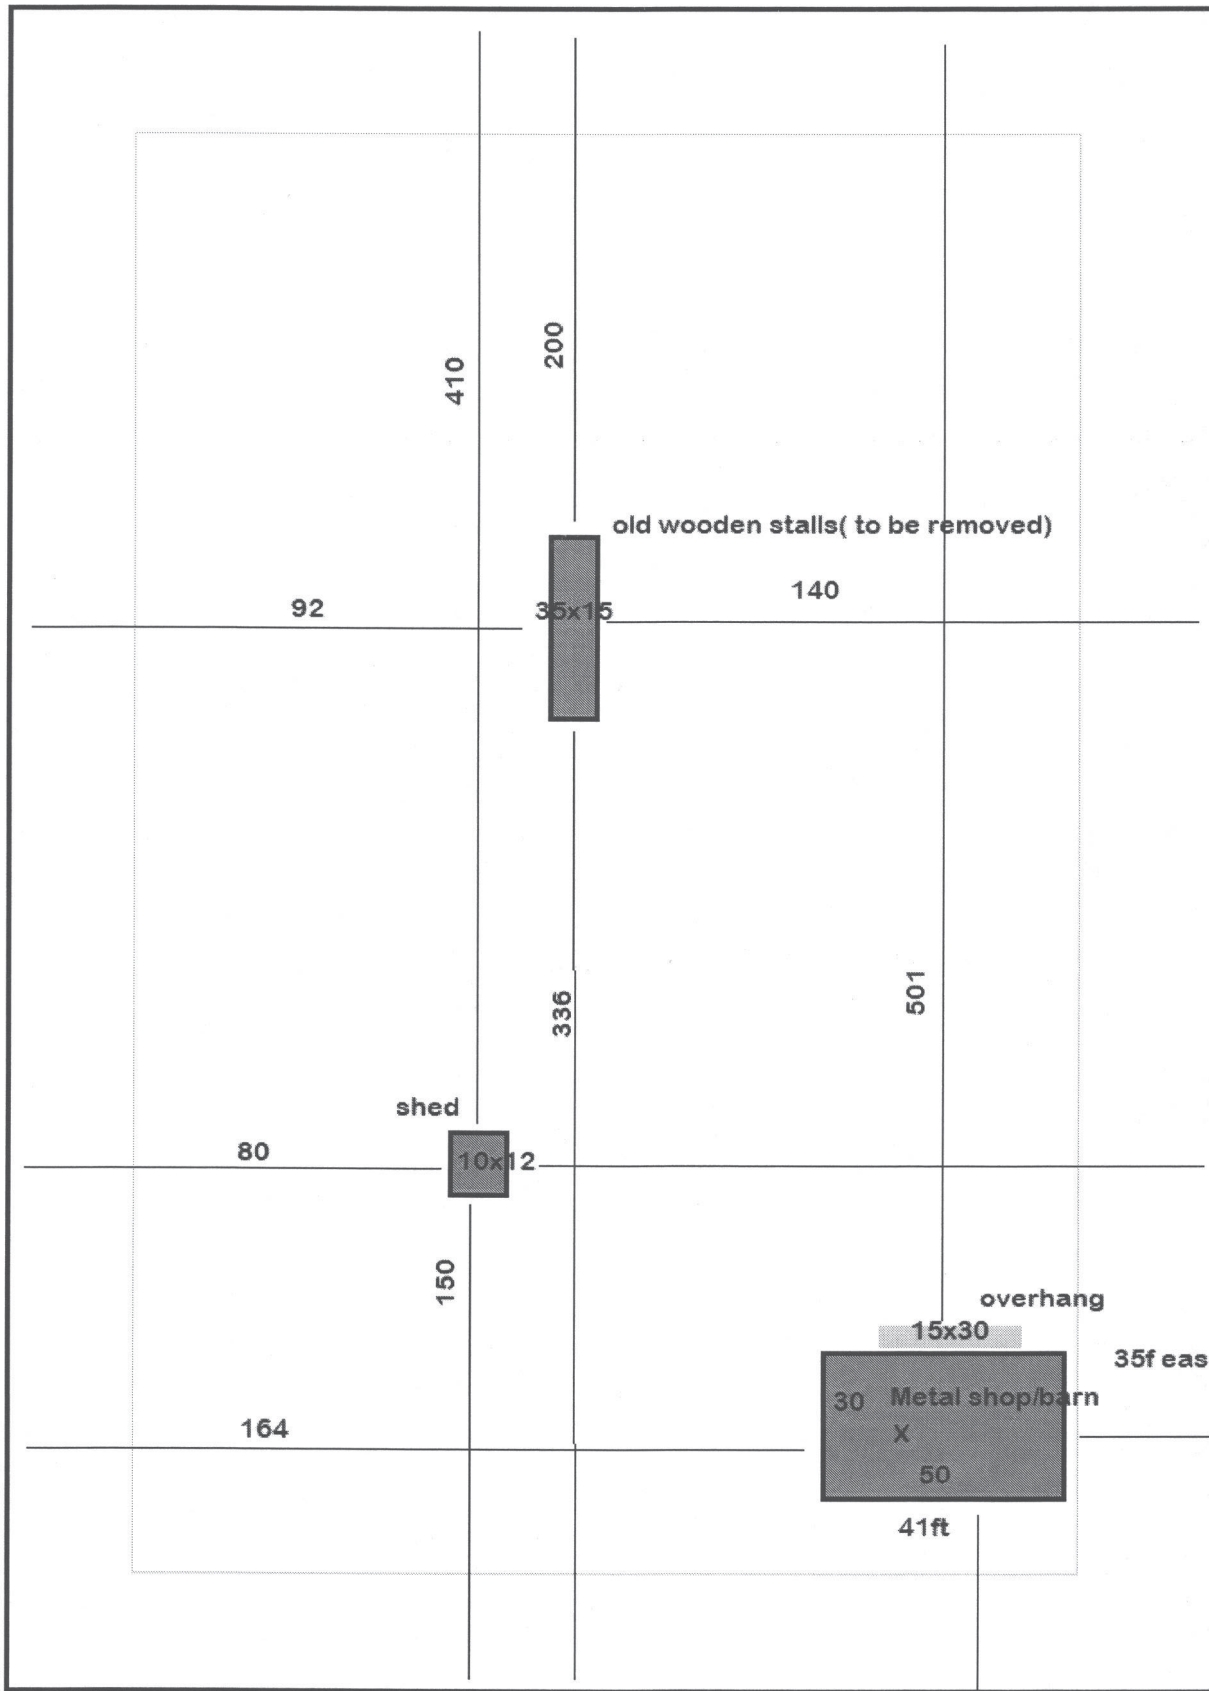 410
200
old wooden stalls( to be removed)
92
35x15
140
336
501
shed
80
10x12
150
overhang
15x30
35f eas
30 Metal shop/barn
X
164
50
41ft